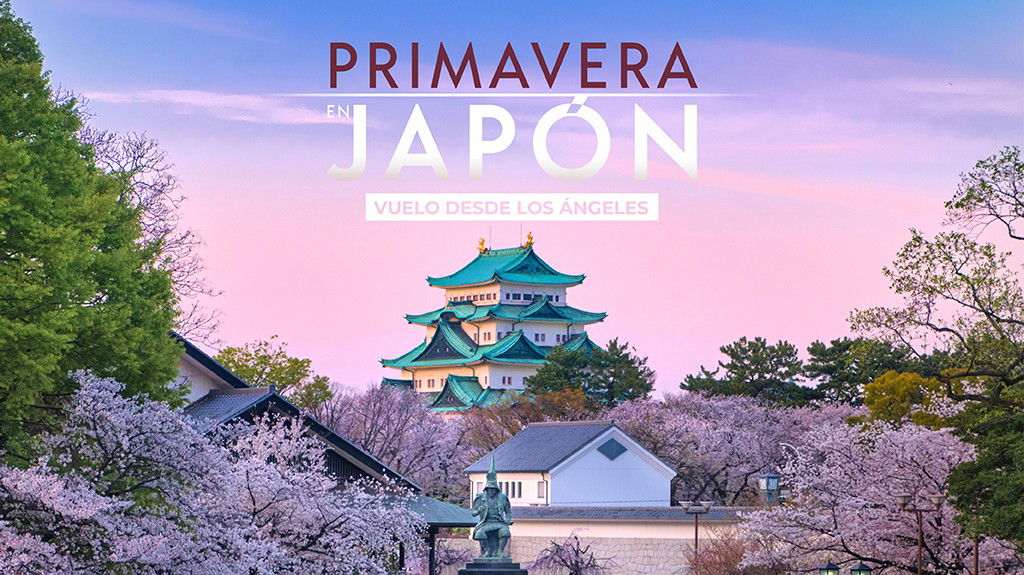 PRIMAVERA
EN JAPÓN
VUELO DESDE LOS ÁNGELES